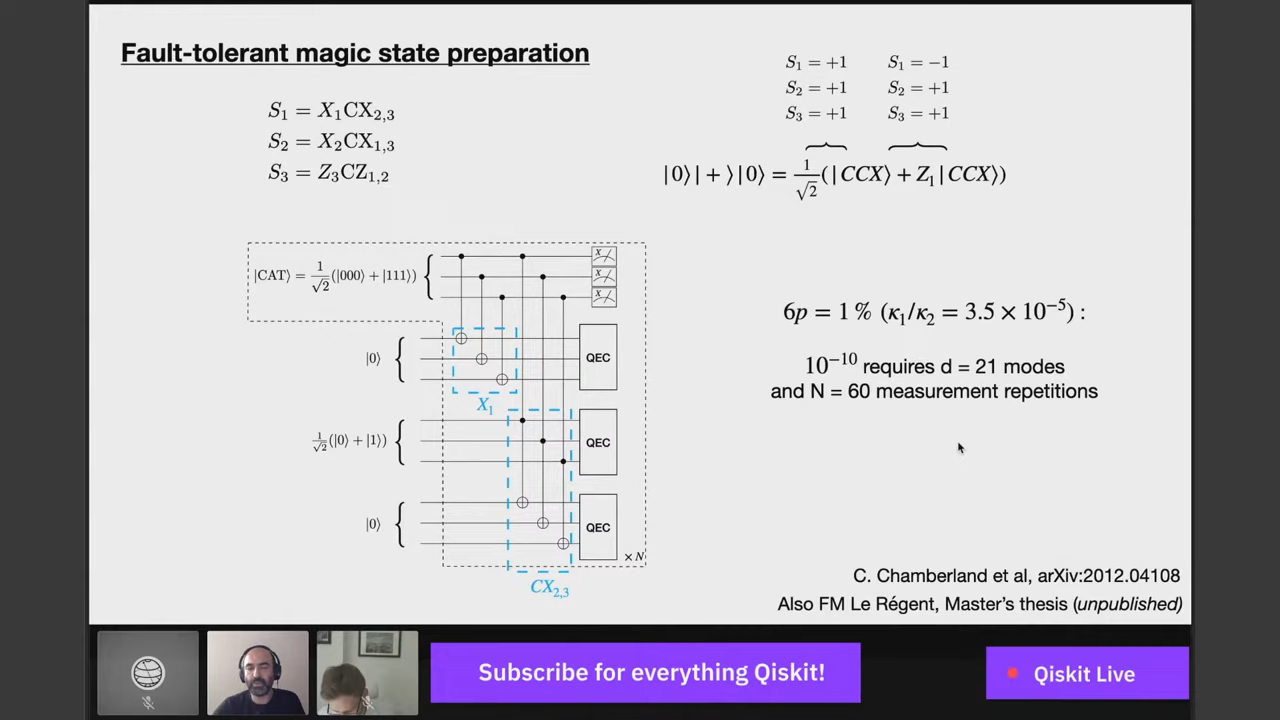 Fault-tolerant magic state preparation
S₁ = X₁CX₂,₃
S₂ = X₂CX₁,₃
S₃ = Z₃CZ₁,₂
S₁ = +1 S₁ = −1
S₂ = +1 S₂ = +1
S₃ = +1 S₃ = +1
|0⟩|+⟩|0⟩ = 1/√2 (|CCX⟩ + Z₁|CCX⟩)
|CAT⟩ = 1/√2 (|000⟩ + |111⟩)
X
X
X
|0⟩
QEC
X₁
1/√2 (|0⟩ + |1⟩)
QEC
|0⟩
QEC
× N
CX₂,₃
6p = 1 % (κ₁/κ₂ = 3.5 × 10⁻⁵) :
10⁻¹⁰ requires d = 21 modes
and N = 60 measurement repetitions
C. Chamberland et al, arXiv:2012.04108
Also FM Le Régent, Master's thesis (unpublished)
Subscribe for everything Qiskit!
Qiskit Live